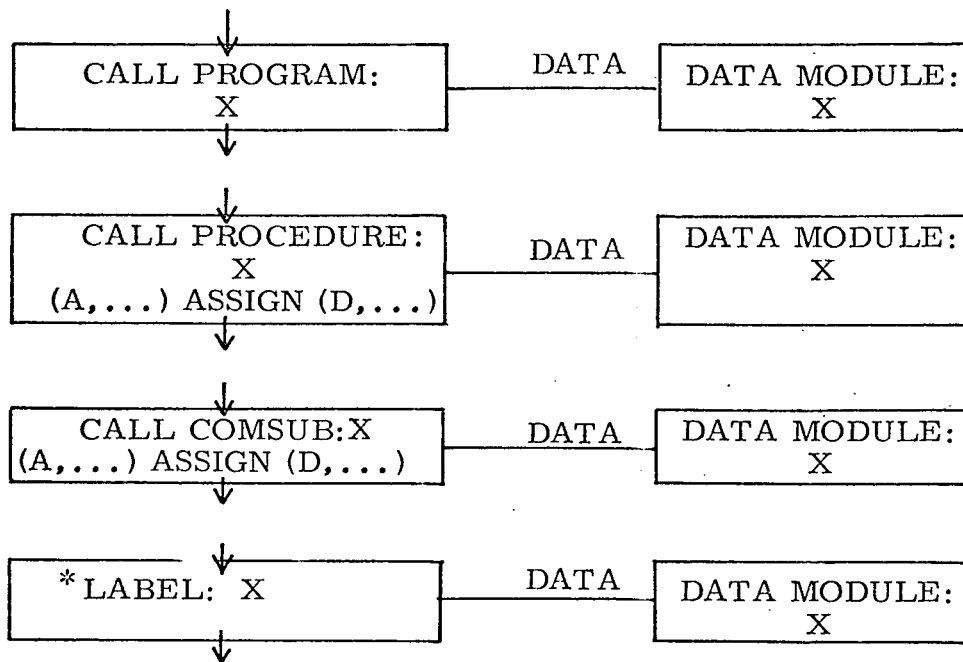 CALL PROGRAM:
X
DATA
DATA MODULE:
X
CALL PROCEDURE:
X
(A,...) ASSIGN (D,...)
DATA
DATA MODULE:
X
CALL COMSUB:X
(A,...) ASSIGN (D,...)
DATA
DATA MODULE:
X
*LABEL: X
DATA
DATA MODULE:
X